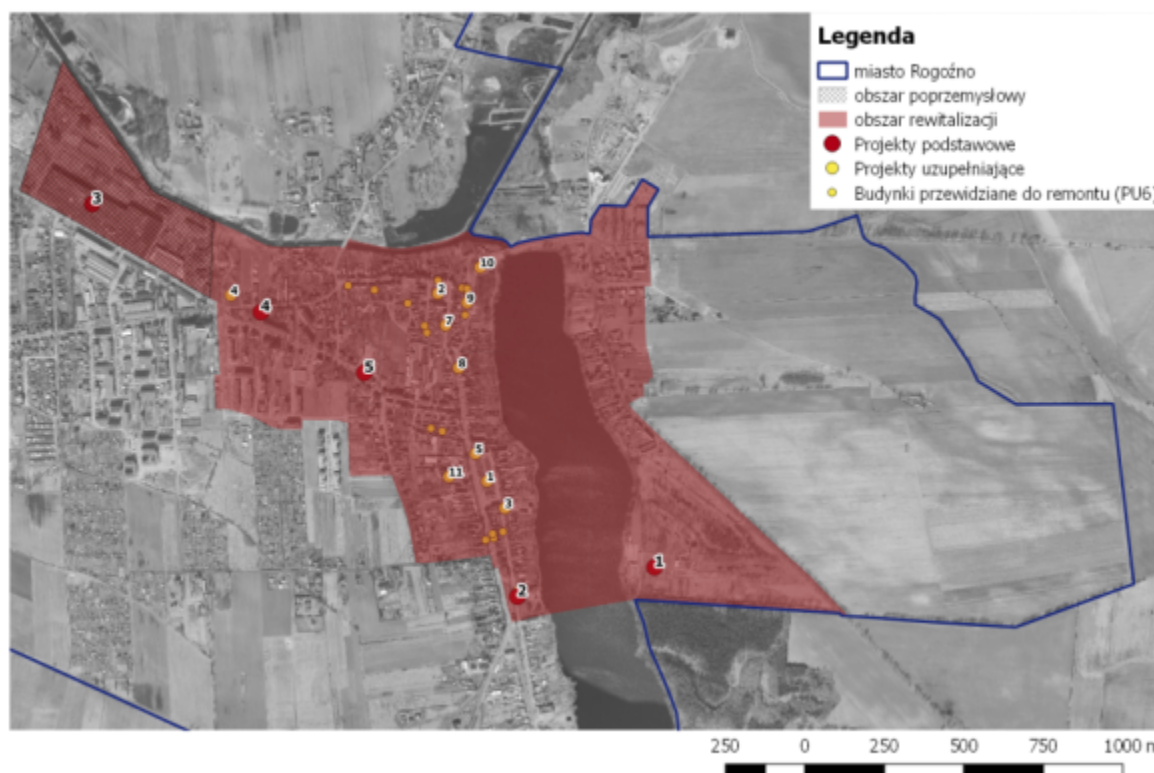 Legenda
miasto Rogoźno
obszar poprzemysłowy
obszar rewitalizacji
Projekty podstawowe
Projekty uzupełniające
Budynki przewidziane do remontu (PU6)
3
10
4
2
9
4
7
8
5
5
11
1
3
1
2
250 0 250 500 750 1000 m